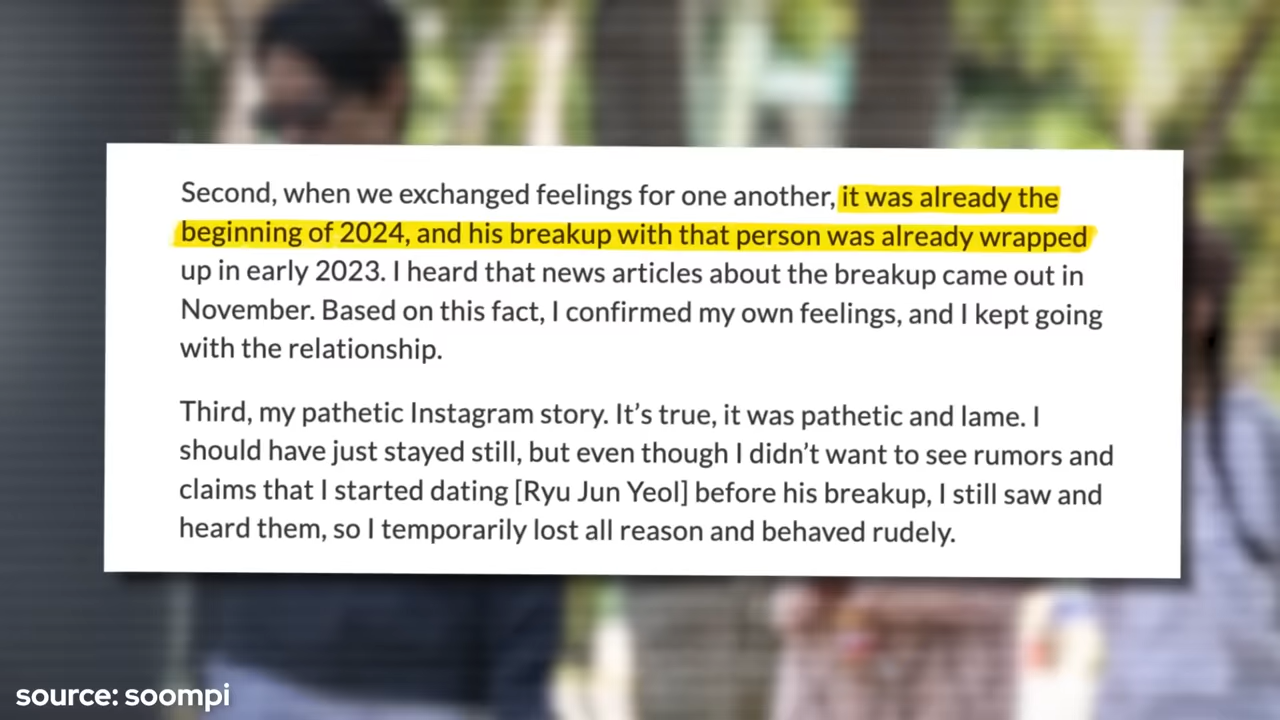 Second, when we exchanged feelings for one another, it was already the
beginning of 2024, and his breakup with that person was already wrapped
up in early 2023. I heard that news articles about the breakup came out in
November. Based on this fact, I confirmed my own feelings, and I kept going
with the relationship.
Third, my pathetic Instagram story. It’s true, it was pathetic and lame. I
should have just stayed still, but even though I didn’t want to see rumors and
claims that I started dating [Ryu Jun Yeol] before his breakup, I still saw and
heard them, so I temporarily lost all reason and behaved rudely.
source: soompi